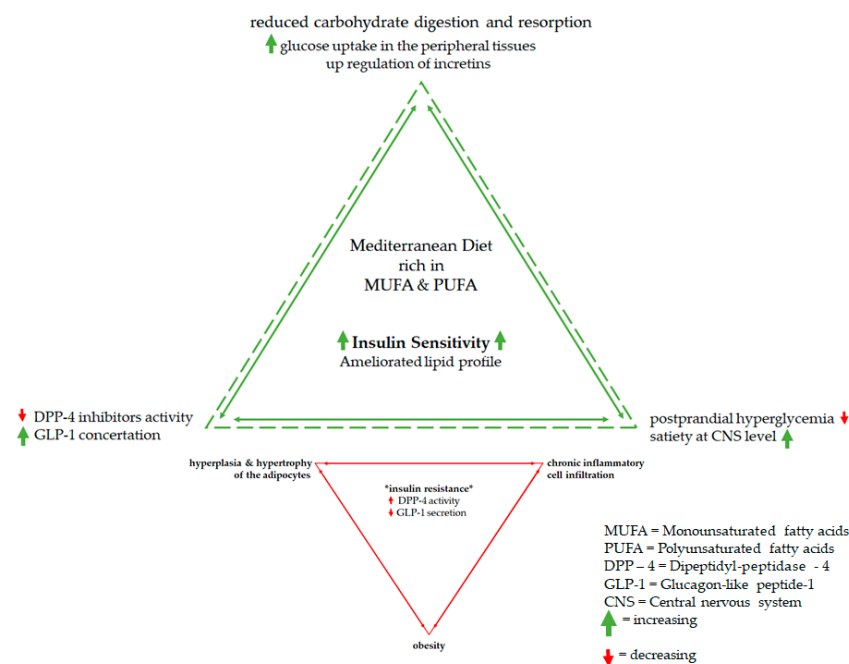 reduced carbohydrate digestion and resorption
glucose uptake in the peripheral tissues
up regulation of incretins
Mediterranean Diet
rich in
MUFA & PUFA
Insulin Sensitivity
Ameliorated lipid profile
DPP-4 inhibitors activity
GLP-1 concertation
postprandial hyperglycemia
satiety at CNS level
hyperplasia & hypertrophy
of the adipocytes
chronic inflammatory
cell infiltration
*insulin resistance*
DPP-4 activity
GLP-1 secretion
obesity
MUFA = Monounsaturated fatty acids
PUFA = Polyunsaturated fatty acids
DPP – 4 = Dipeptidyl-peptidase - 4
GLP-1 = Glucagon-like peptide-1
CNS = Central nervous system
= increasing
= decreasing